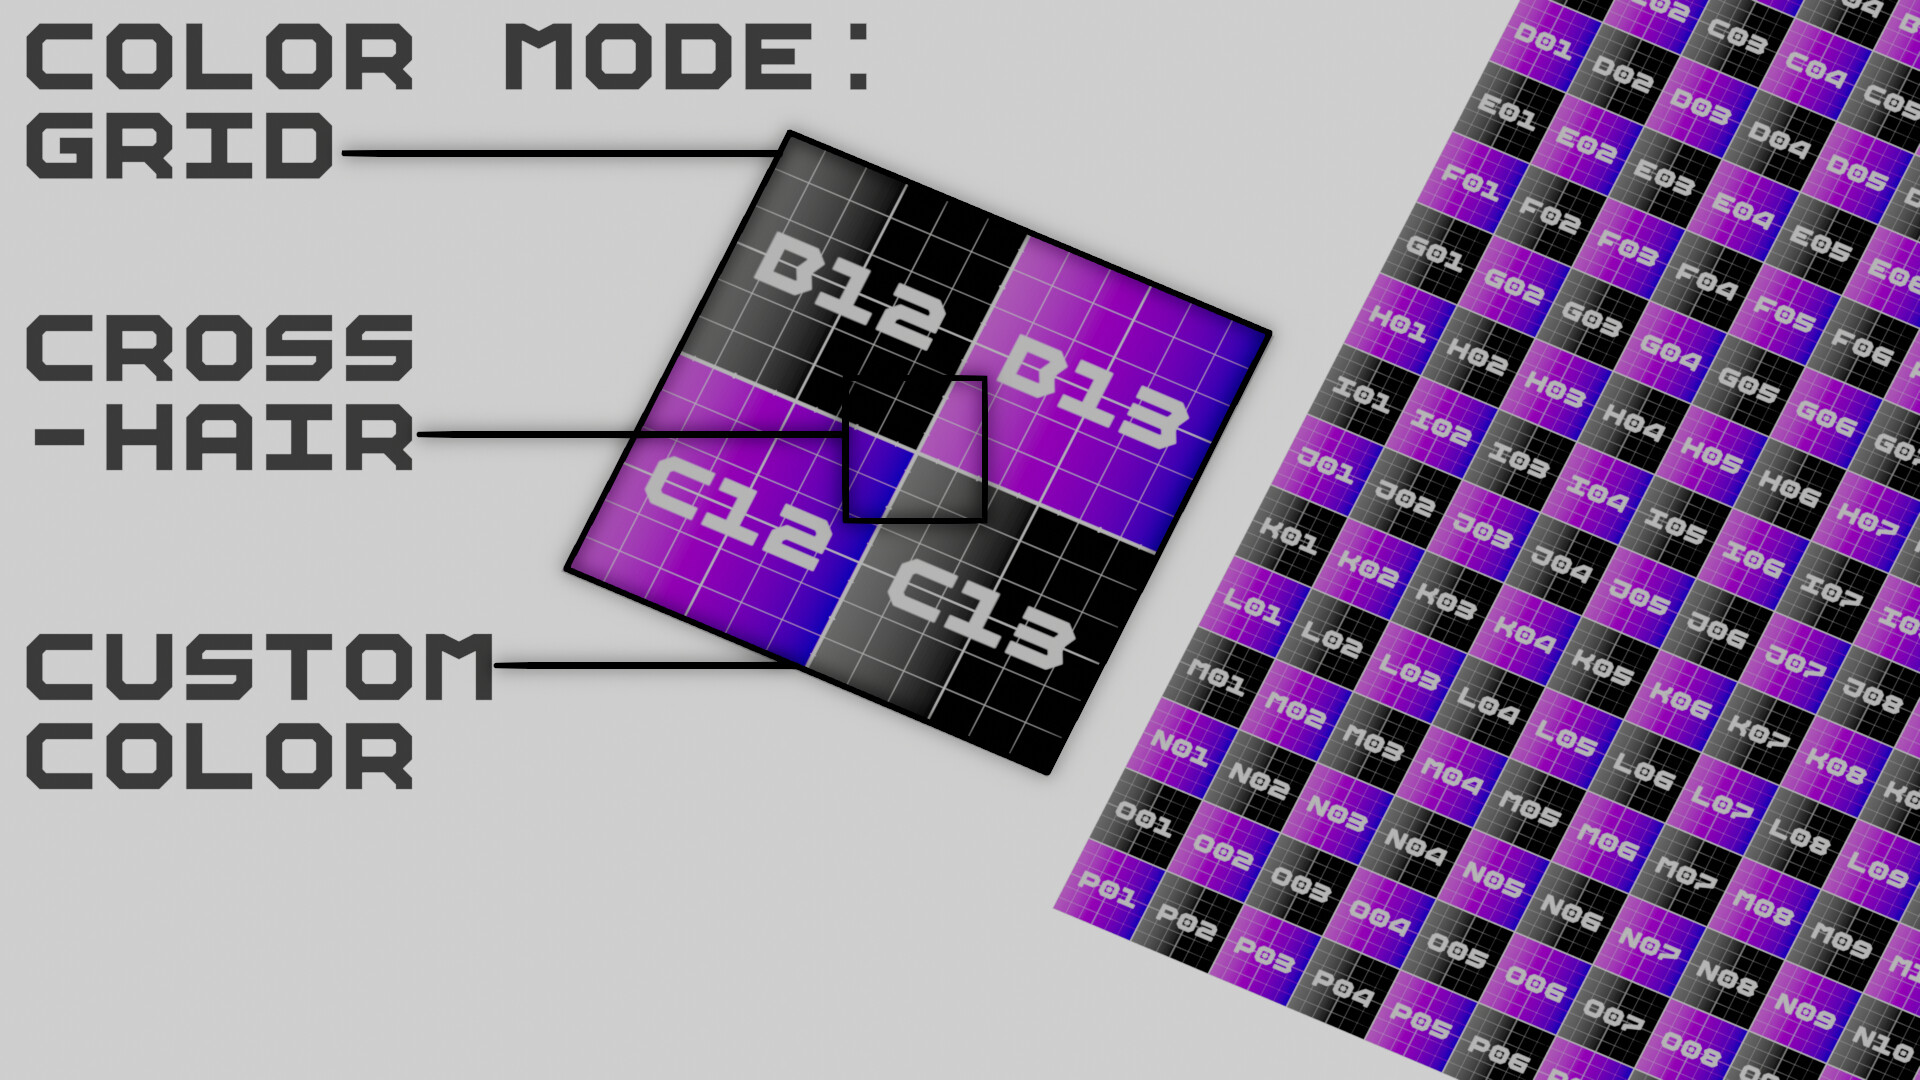 COLOR MODE:
GRID
CROSS
-HAIR
CUSTOM
COLOR
B12 B13
C12 C13
C03 C04 C05
D01 D02 D03 D04 D05
E01 E02 E03 E04 E05 E06
F01 F02 F03 F04 F05 F06
G01 G02 G03 G04 G05 G06 G07
H01 H02 H03 H04 H05 H06 H07
I01 I02 I03 I04 I05 I06 I07
J01 J02 J03 J04 J05 J06 J07 J08
K01 K02 K03 K04 K05 K06 K07 K08
L01 L02 L03 L04 L05 L06 L07 L08 L09
M01 M02 M03 M04 M05 M06 M07 M08 M09
N01 N02 N03 N04 N05 N06 N07 N08 N09 N10
O01 O02 O03 O04 O05 O06 O07 O08
P01 P02 P03 P04 P05 P06